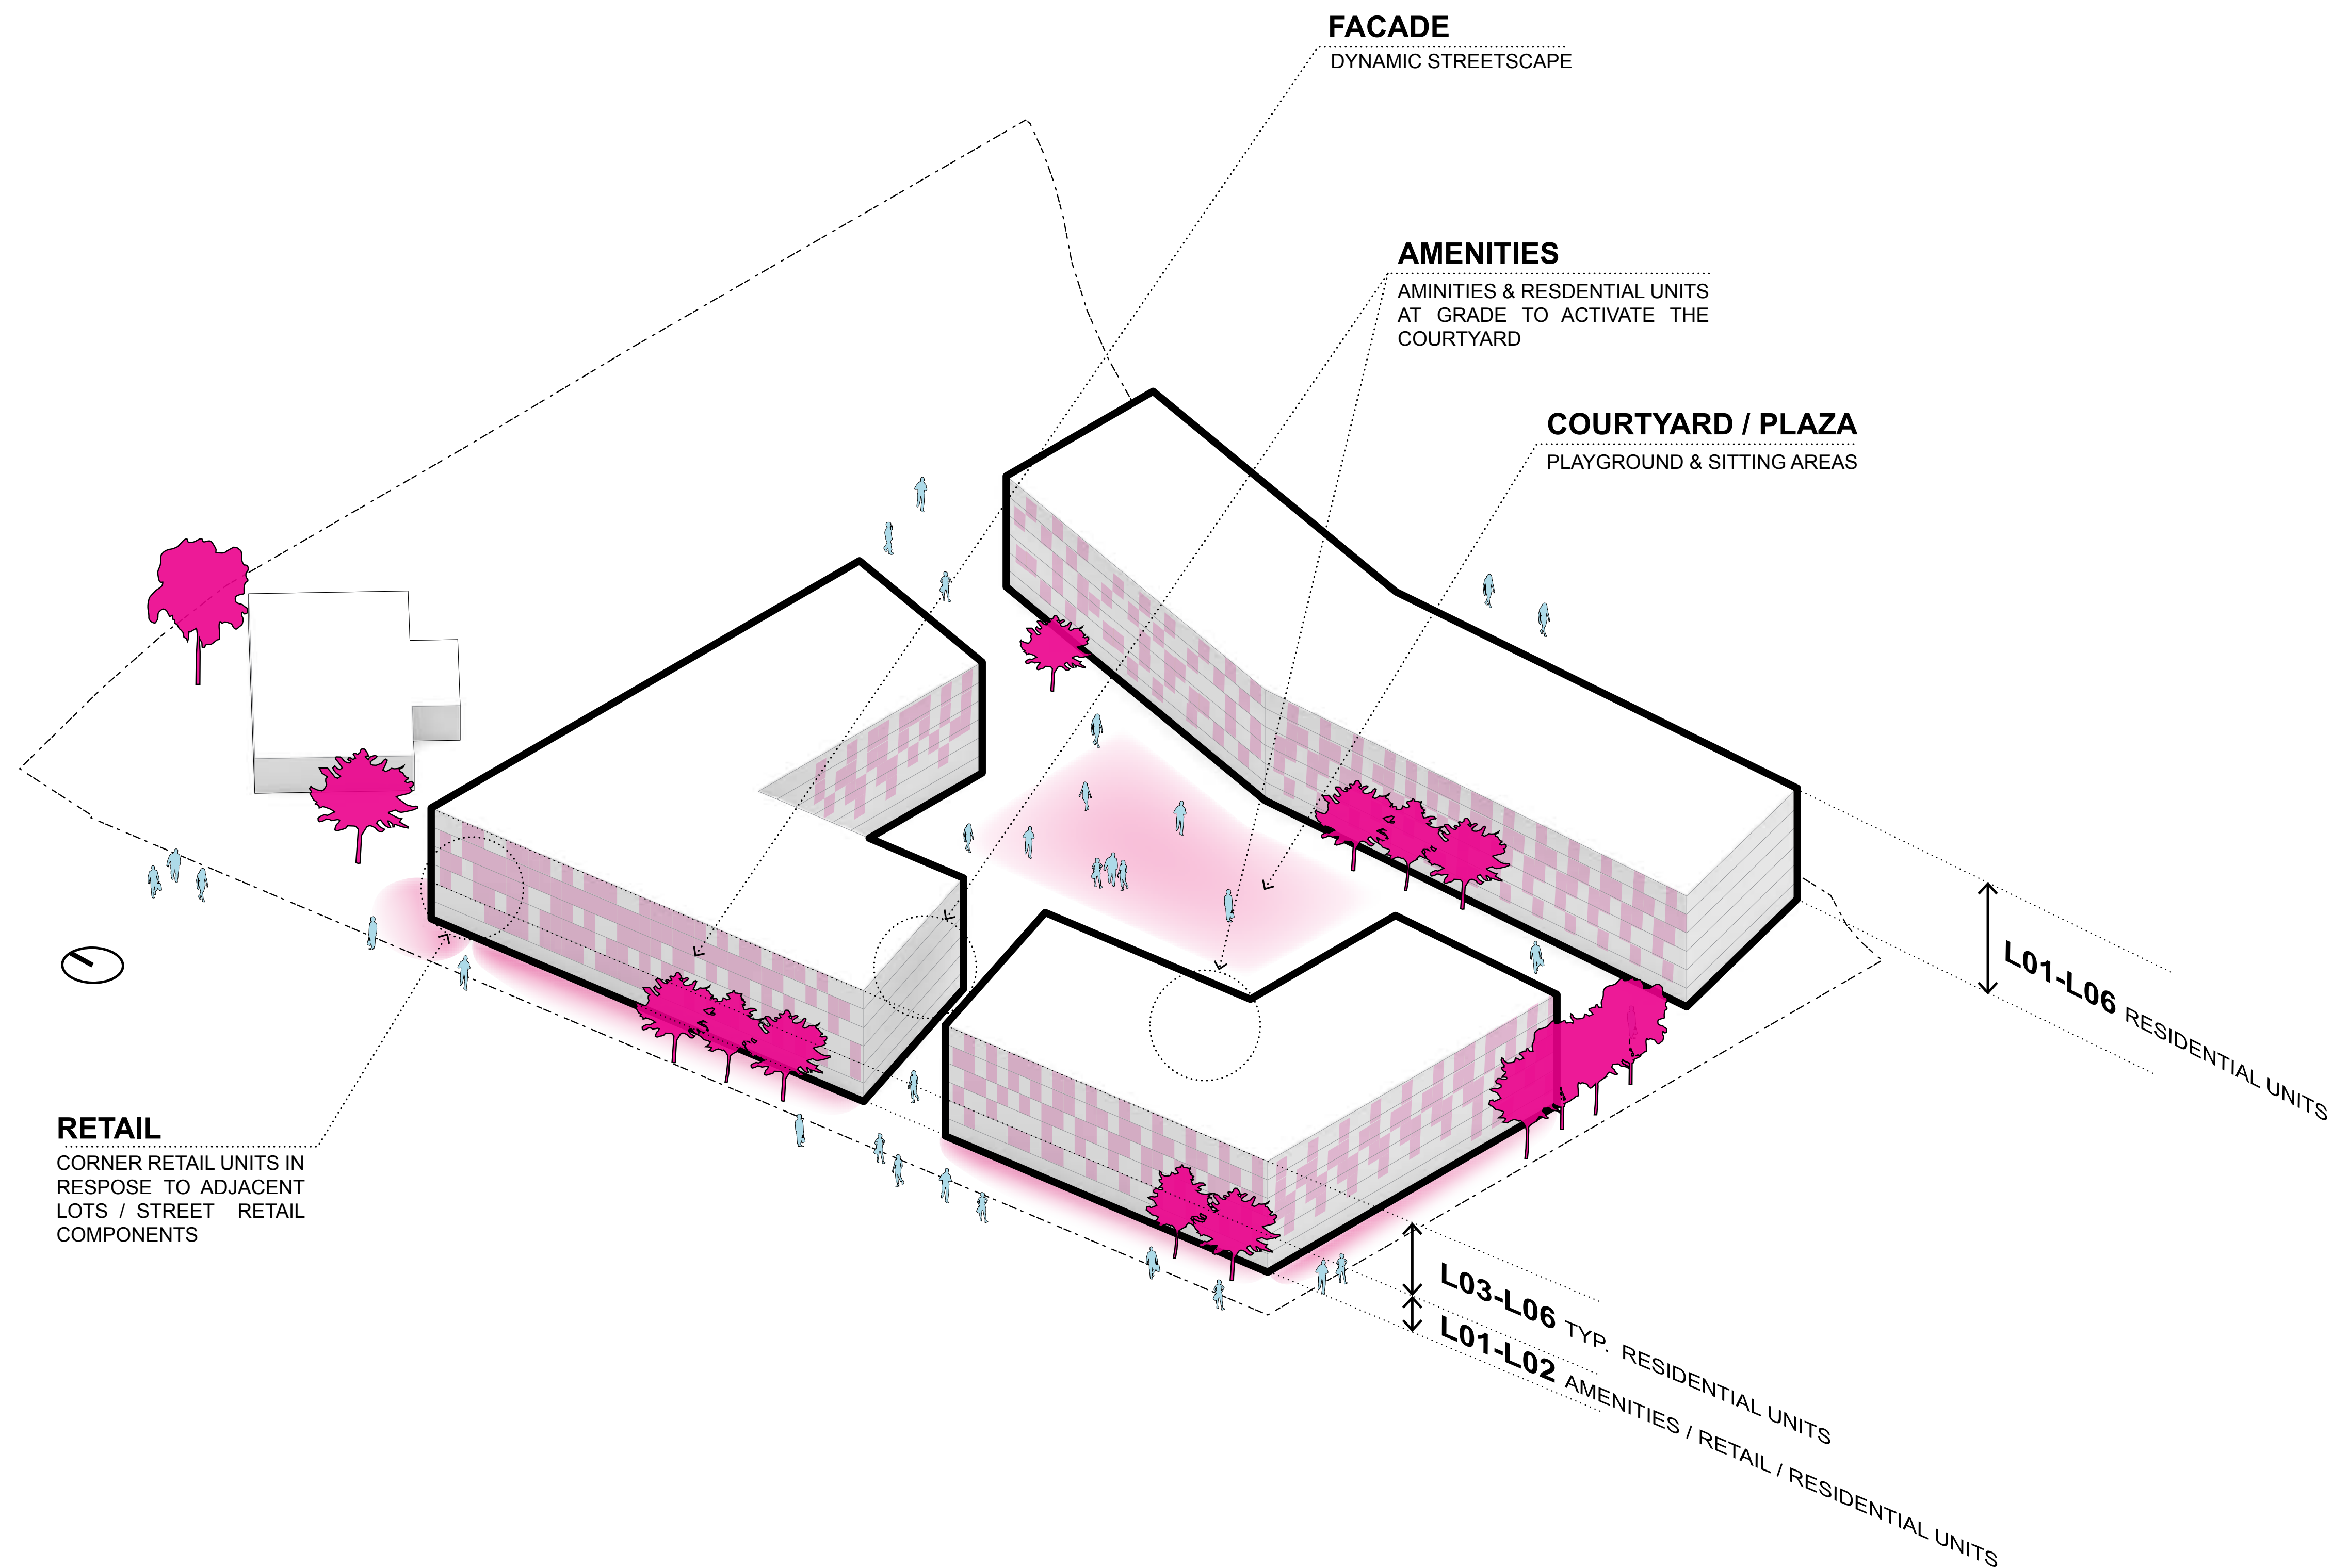 FACADE
DYNAMIC STREETSCAPE
AMENITIES
AMINITIES & RESDENTIAL UNITS
AT GRADE TO ACTIVATE THE
COURTYARD
COURTYARD / PLAZA
PLAYGROUND & SITTING AREAS
L01-L06 RESIDENTIAL UNITS
RETAIL
CORNER RETAIL UNITS IN
RESPOSE TO ADJACENT
LOTS / STREET RETAIL
COMPONENTS
L03-L06 TYP. RESIDENTIAL UNITS
L01-L02 AMENITIES / RETAIL / RESIDENTIAL UNITS